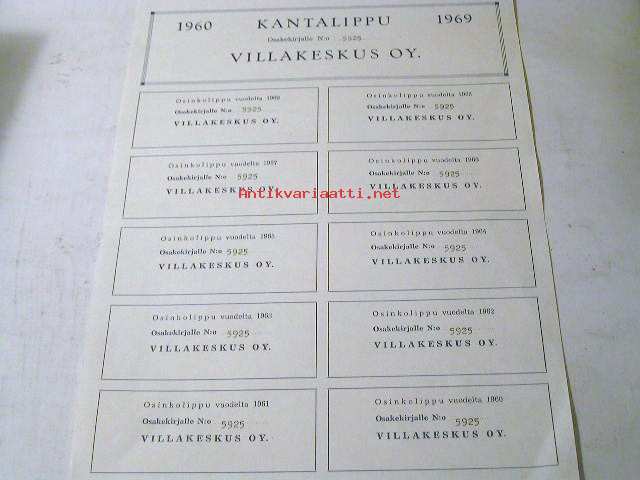 1960 KANTALIPPU 1969
Osakekirjalle N:o 5925
VILLAKESKUS OY.
Osinkolippu vuodelta 1969
Osakekirjalle N:o 5925
VILLAKESKUS OY.
Osinkolippu vuodelta 1968
Osakekirjalle N:o 5925
VILLAKESKUS OY.
Osinkolippu vuodelta 1967
Osakekirjalle N:o 5925
VILLAKESKUS OY.
Osinkolippu vuodelta 1966
Osakekirjalle N:o 5925
VILLAKESKUS OY.
Antikvariaatti.net
Osinkolippu vuodelta 1965
Osakekirjalle N:o 5925
VILLAKESKUS OY.
Osinkolippu vuodelta 1964
Osakekirjalle N:o 5925
VILLAKESKUS OY.
Osinkolippu vuodelta 1963
Osakekirjalle N:o 5925
VILLAKESKUS OY.
Osinkolippu vuodelta 1962
Osakekirjalle N:o 5925
VILLAKESKUS OY.
Osinkolippu vuodelta 1961
Osakekirjalle N:o 5925
VILLAKESKUS OY.
Osinkolippu vuodelta 1960
Osakekirjalle N:o 5925
VILLAKESKUS OY.